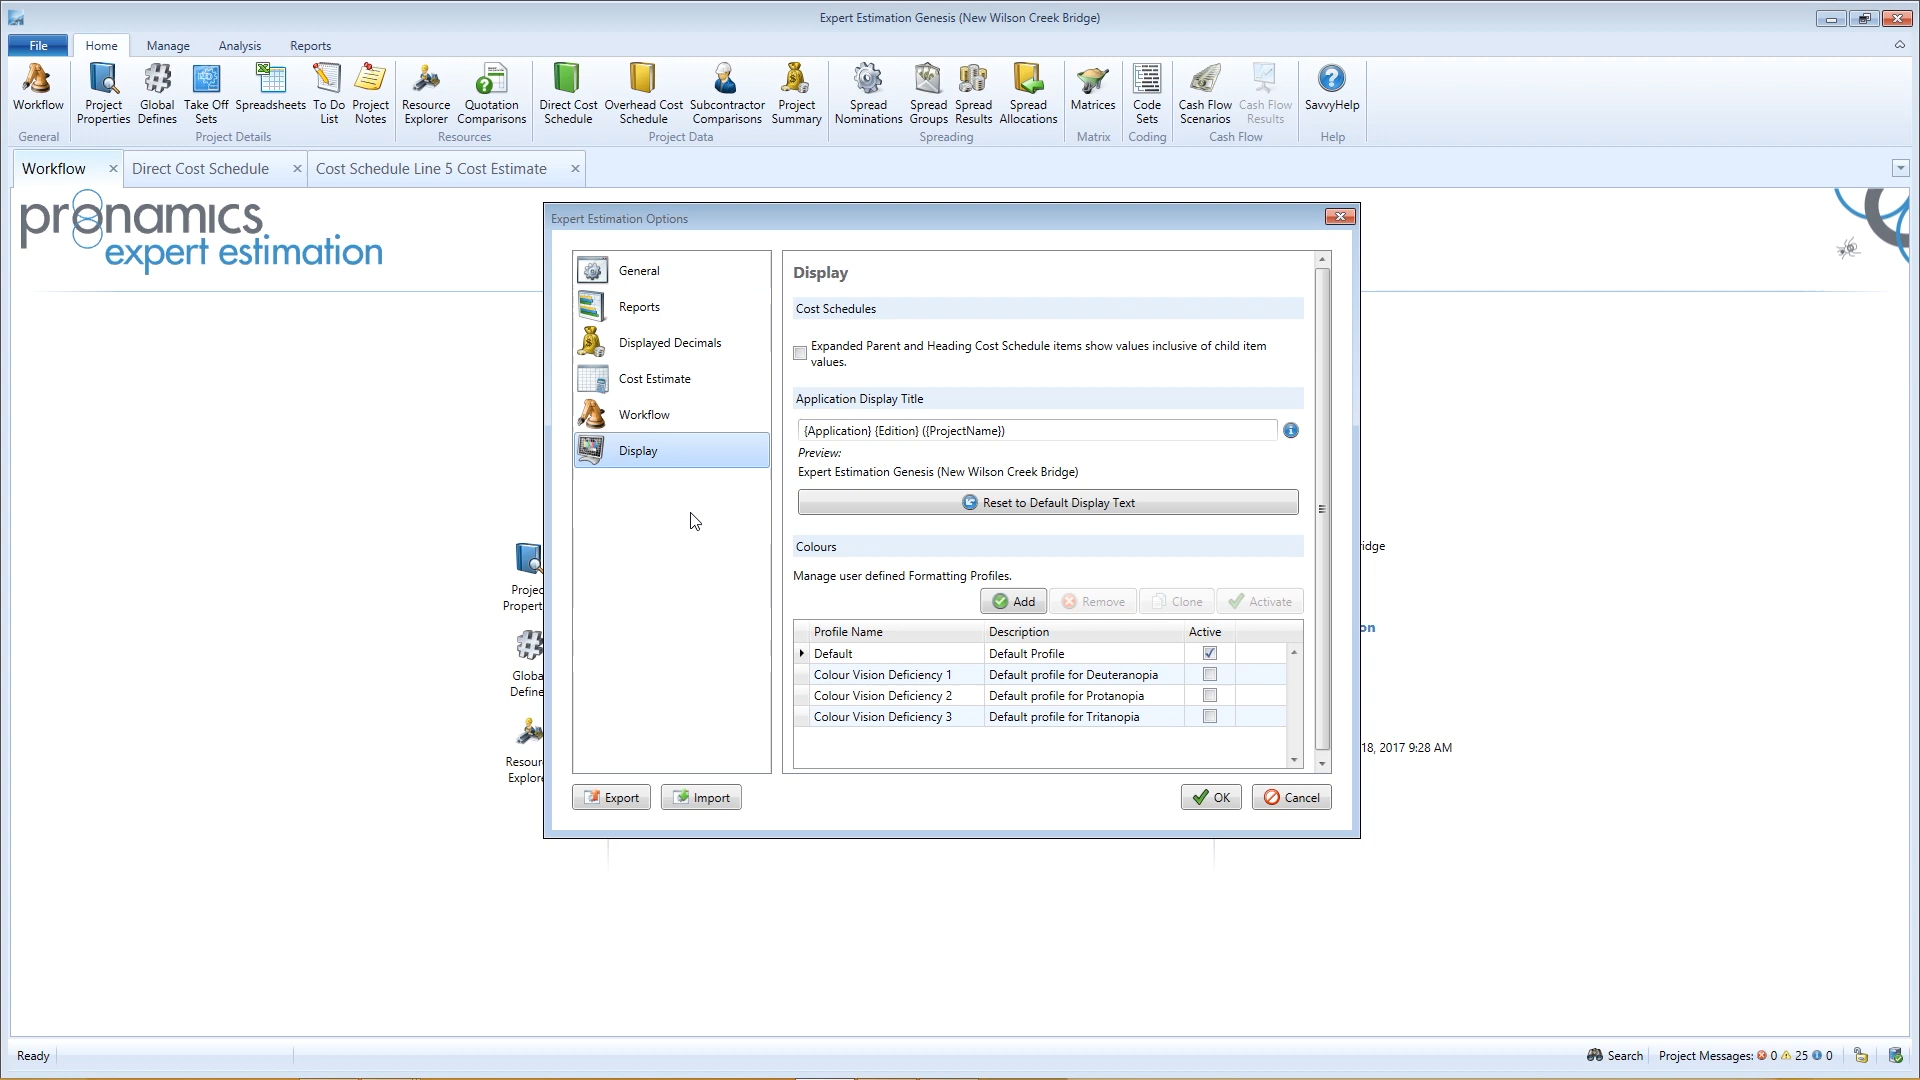 Expert Estimation Genesis (New Wilson Creek Bridge)
File Home Manage Analysis Reports
Workflow
Project Properties
Global Defines
Take Off Sets
Spreadsheets
To Do List
Project Notes
Resource Explorer
Quotation Comparisons
Direct Cost Schedule
Overhead Cost Schedule
Subcontractor Comparisons
Project Summary
Spread Nominations
Spread Groups
Spread Results
Spread Allocations
Matrices
Code Sets
Cash Flow Scenarios
Cash Flow Results
SavvyHelp
General Project Details Resources Project Data Spreading Matrix Coding Cash Flow Help
Workflow Direct Cost Schedule Cost Schedule Line 5 Cost Estimate
pronamics
expert estimation
Expert Estimation Options
General
Reports
Displayed Decimals
Cost Estimate
Workflow
Display
Display
Cost Schedules
Expanded Parent and Heading Cost Schedule items show values inclusive of child item
values.
Application Display Title
{Application} {Edition} ({ProjectName})
Preview:
Expert Estimation Genesis (New Wilson Creek Bridge)
Reset to Default Display Text
Colours
Manage user defined Formatting Profiles.
Add Remove Clone Activate
Profile Name Description Active
Default Default Profile
Colour Vision Deficiency 1 Default profile for Deuteranopia
Colour Vision Deficiency 2 Default profile for Protanopia
Colour Vision Deficiency 3 Default profile for Tritanopia
Export Import OK Cancel
Projec
Propert
Globa
Define
Resour
Explore
idge
on
18, 2017 9:28 AM
Ready
Search Project Messages: 0 25 0